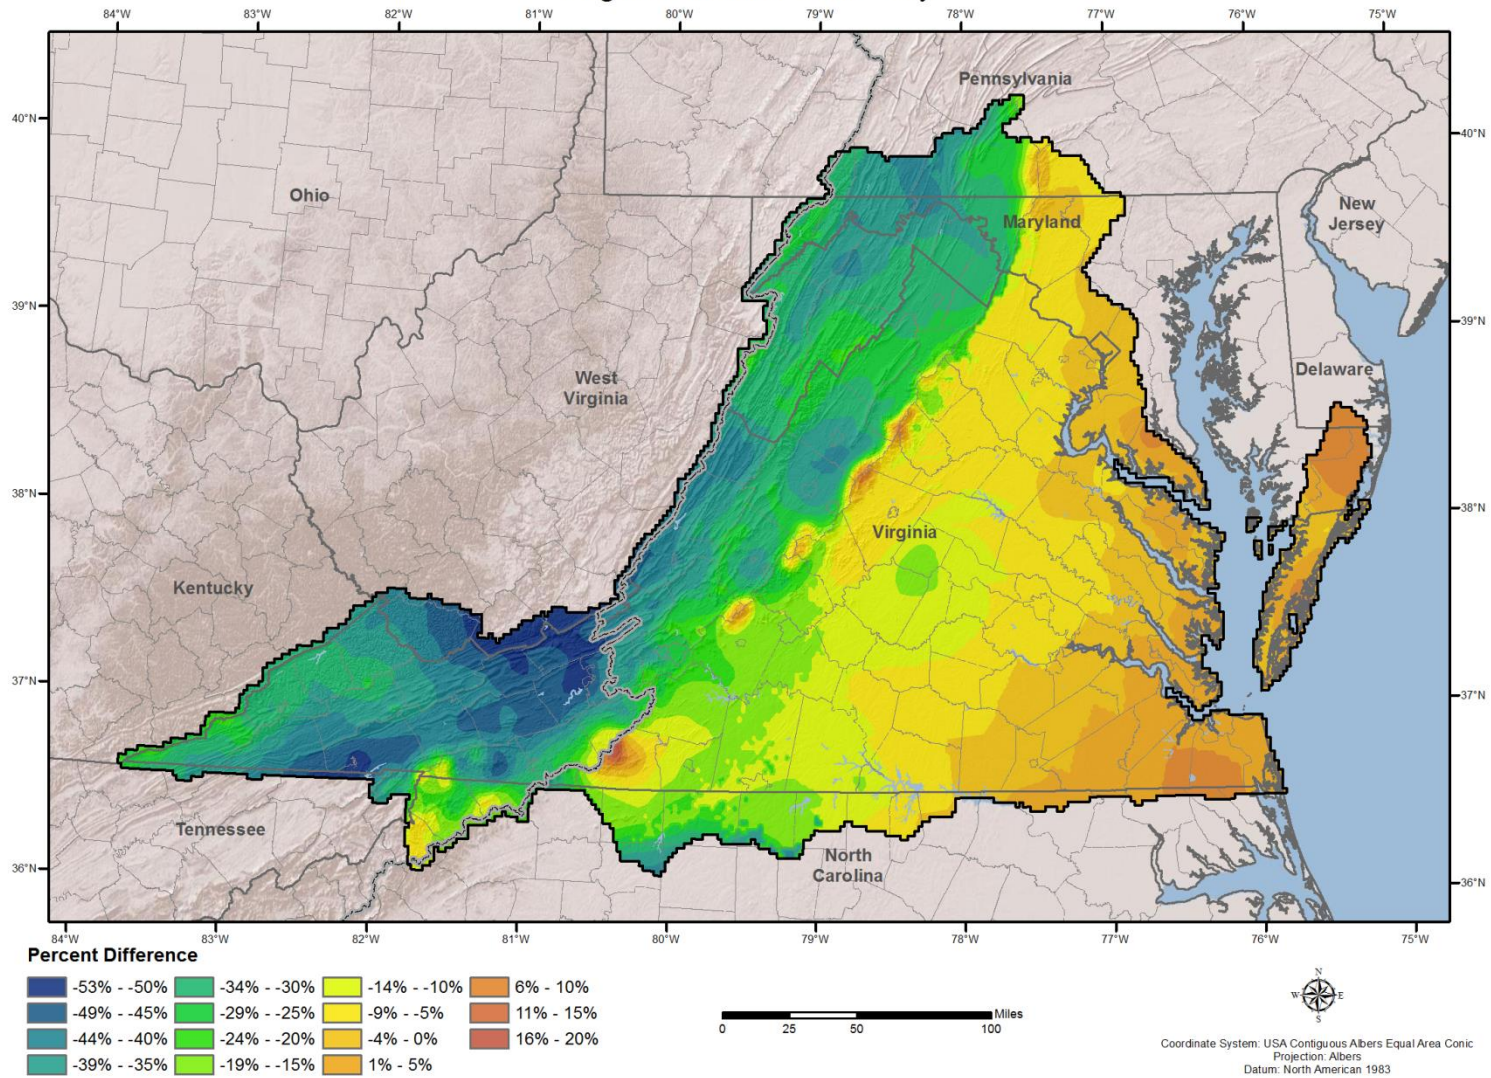 84°W 83°W 82°W 81°W 80°W 79°W 78°W 77°W 76°W 75°W
Pennsylvania
40°N 40°N
Ohio
New
Jersey
Maryland
39°N 39°N
West
Virginia
Delaware
38°N 38°N
Virginia
Kentucky
37°N 37°N
Tennessee
North
Carolina
36°N 36°N
84°W 83°W 82°W 81°W 80°W 79°W 78°W 77°W 76°W 75°W
Percent Difference
-53% - -50% -34% - -30% -14% - -10% 6% - 10%
-49% - -45% -29% - -25% -9% - -5% 11% - 15%
-44% - -40% -24% - -20% -4% - 0% 16% - 20%
-39% - -35% -19% - -15% 1% - 5%
Miles
0 25 50 100
N
W E
S
Coordinate System: USA Contiguous Albers Equal Area Conic
Projection: Albers
Datum: North American 1983